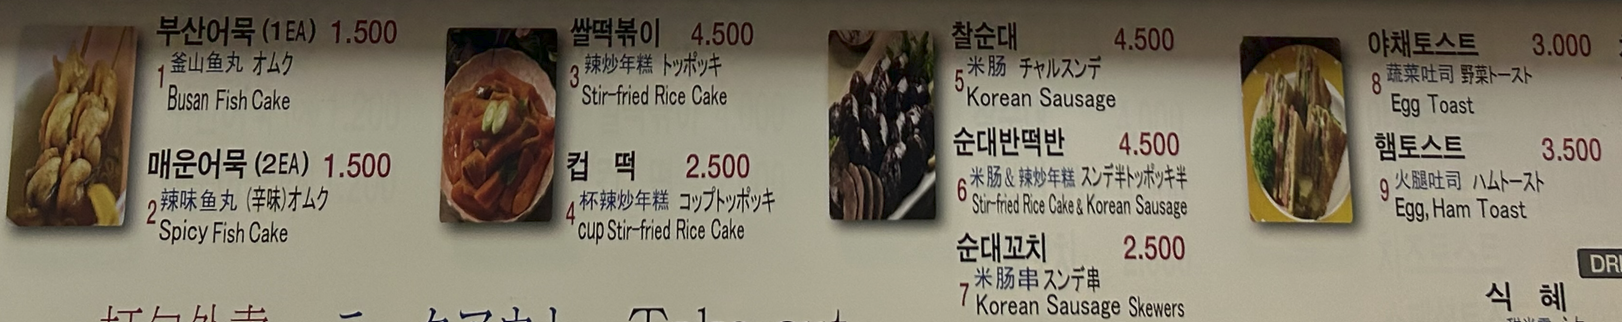 부산어묵 (1EA) 1.500
1 釜山鱼丸 オムク
Busan Fish Cake
매운어묵 (2EA) 1.500
2 辣味鱼丸 (辛味)オムク
Spicy Fish Cake
쌀떡볶이 4.500
3 辣炒年糕 トッポッキ
Stir-fried Rice Cake
컵 떡 2.500
4 杯辣炒年糕 コップトッポッキ
cup Stir-fried Rice Cake
찰순대 4.500
5 米肠 チャルスンデ
Korean Sausage
순대반떡반 4.500
6 米肠 & 辣炒年糕 スンデ半トッポッキ半
Stir-fried Rice Cake & Korean Sausage
순대꼬치 2.500
7 米肠串 スンデ串
Korean Sausage Skewers
야채토스트 3.000
8 蔬菜吐司 野菜トースト
Egg Toast
햄토스트 3.500
9 火腿吐司 ハムトースト
Egg, Ham Toast
식 혜